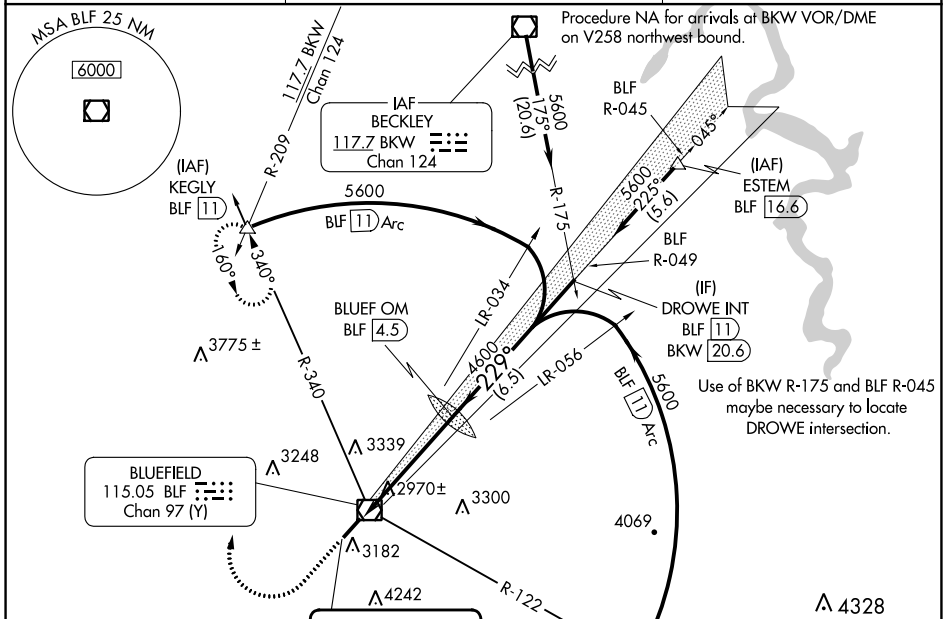 MSA BLF 25 NM
6000
117.7 BKW
Chan 124
R-209
Procedure NA for arrivals at BKW VOR/DME
on V258 northwest bound.
IAF
BECKLEY
117.7 BKW
Chan 124
5600
175°
(20.6)
R-175
BLF
R-045
045°
(IAF)
ESTEM
BLF 16.6
5600
225°
(5.6)
(IAF)
KEGLY
BLF 11
5600
BLF 11 Arc
160°
340°
BLF
R-049
(IF)
DROWE INT
BLF 11
BKW 20.6
LR-034
BLUEF OM
BLF 4.5
4600
229°
(6.5)
LR-056
5600
BLF 11 Arc
Use of BKW R-175 and BLF R-045
maybe necessary to locate
DROWE intersection.
3775 ±
R-340
3339
3248
2970±
3300
BLUEFIELD
115.05 BLF
Chan 97 (Y)
4069
3182
R-122
4242
4328